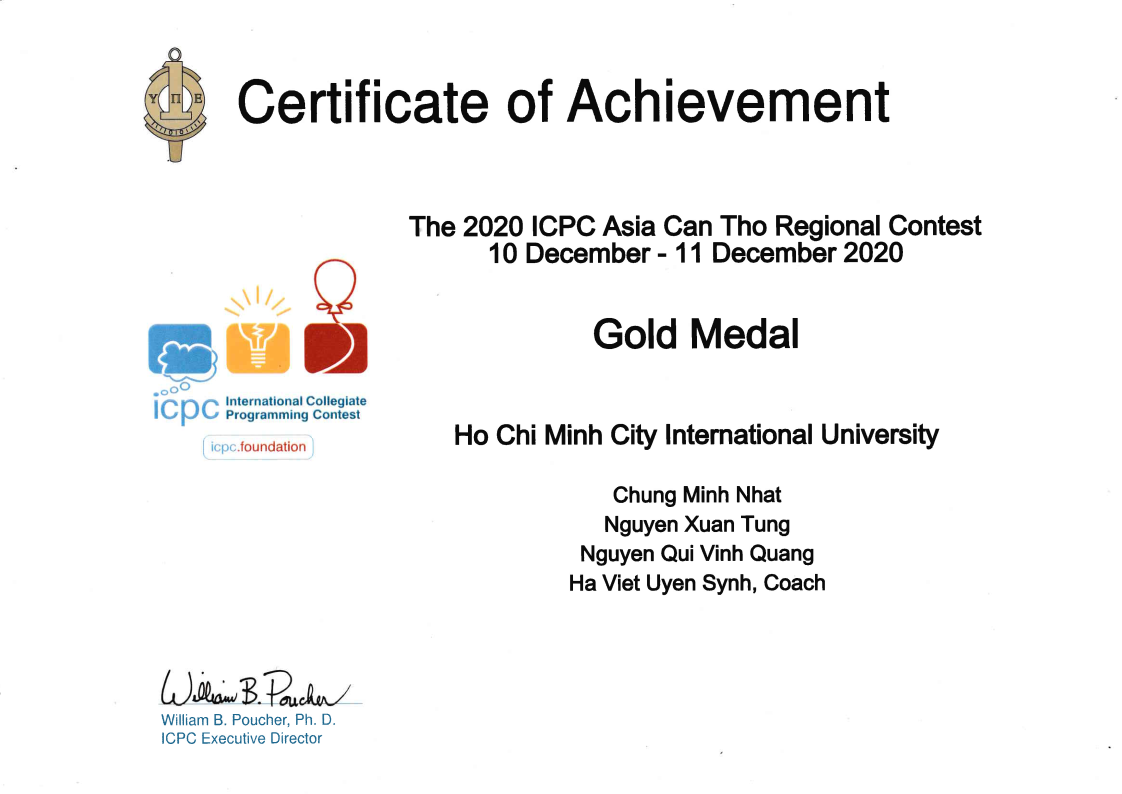 Certificate of Achievement
Υ Π Ε
The 2020 ICPC Asia Can Tho Regional Contest
10 December - 11 December 2020
Gold Medal
icpc International Collegiate
Programming Contest
icpc.foundation
Ho Chi Minh City International University
Chung Minh Nhat
Nguyen Xuan Tung
Nguyen Qui Vinh Quang
Ha Viet Uyen Synh, Coach
William B. Poucher
William B. Poucher, Ph. D.
ICPC Executive Director